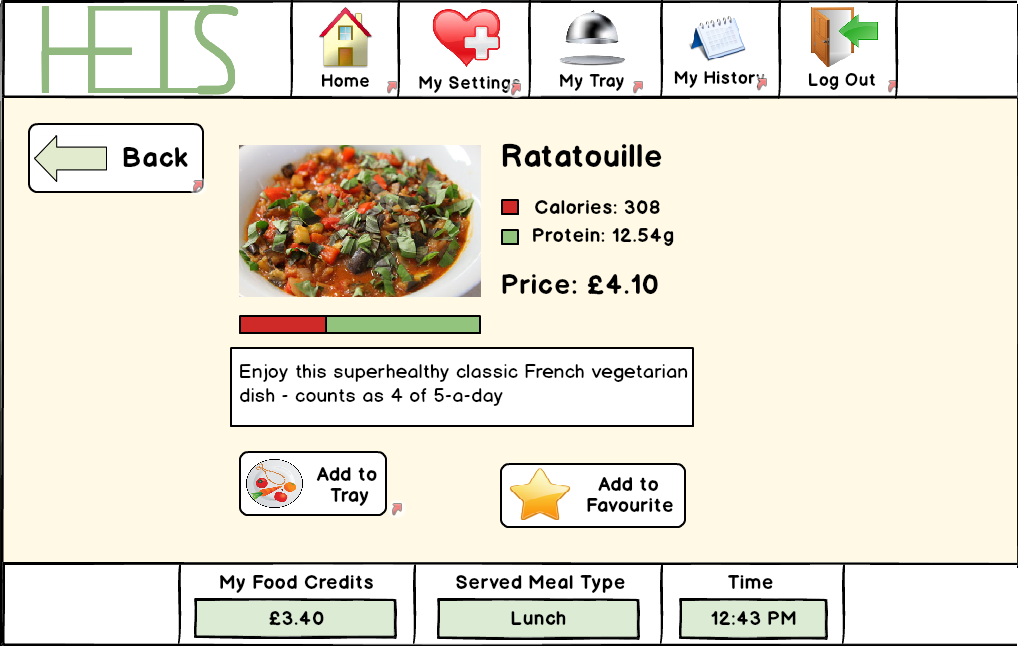 HETS
Home
My Settings
My Tray
My History
Log Out
Back
Ratatouille
Calories: 308
Protein: 12.54g
Price: £4.10
Enjoy this superhealthy classic French vegetarian
dish - counts as 4 of 5-a-day
Add to
Tray
Add to
Favourite
My Food Credits
£3.40
Served Meal Type
Lunch
Time
12:43 PM